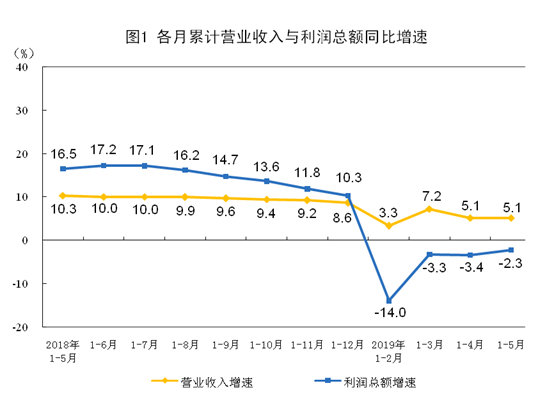 图1 各月累计营业收入与利润总额同比增速
(%)
40
30
20
10
0
-10
-20
16.5 17.2 17.1 16.2 14.7 13.6 11.8 10.3 3.3 7.2 5.1 5.1
10.3 10.0 10.0 9.9 9.6 9.4 9.2 8.6 -14.0 -3.3 -3.4 -2.3
2018年 1-6月 1-7月 1-8月 1-9月 1-10月 1-11月 1-12月 2019年 1-3月 1-4月 1-5月
1-5月 1-2月
营业收入增速 利润总额增速